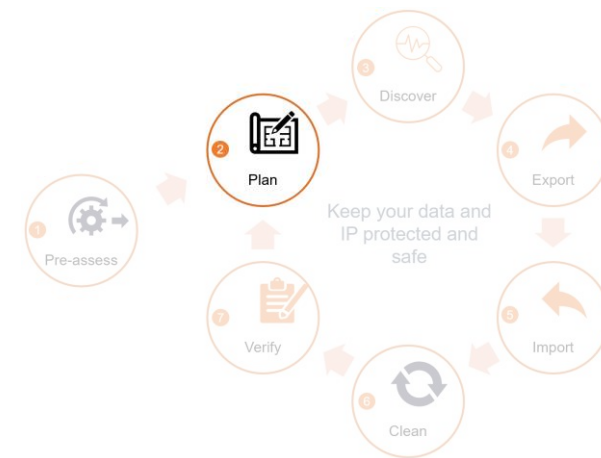 1
Pre-assess
2
Plan
3
Discover
4
Export
5
Import
6
Clean
7
Verify
Keep your data and
IP protected and
safe